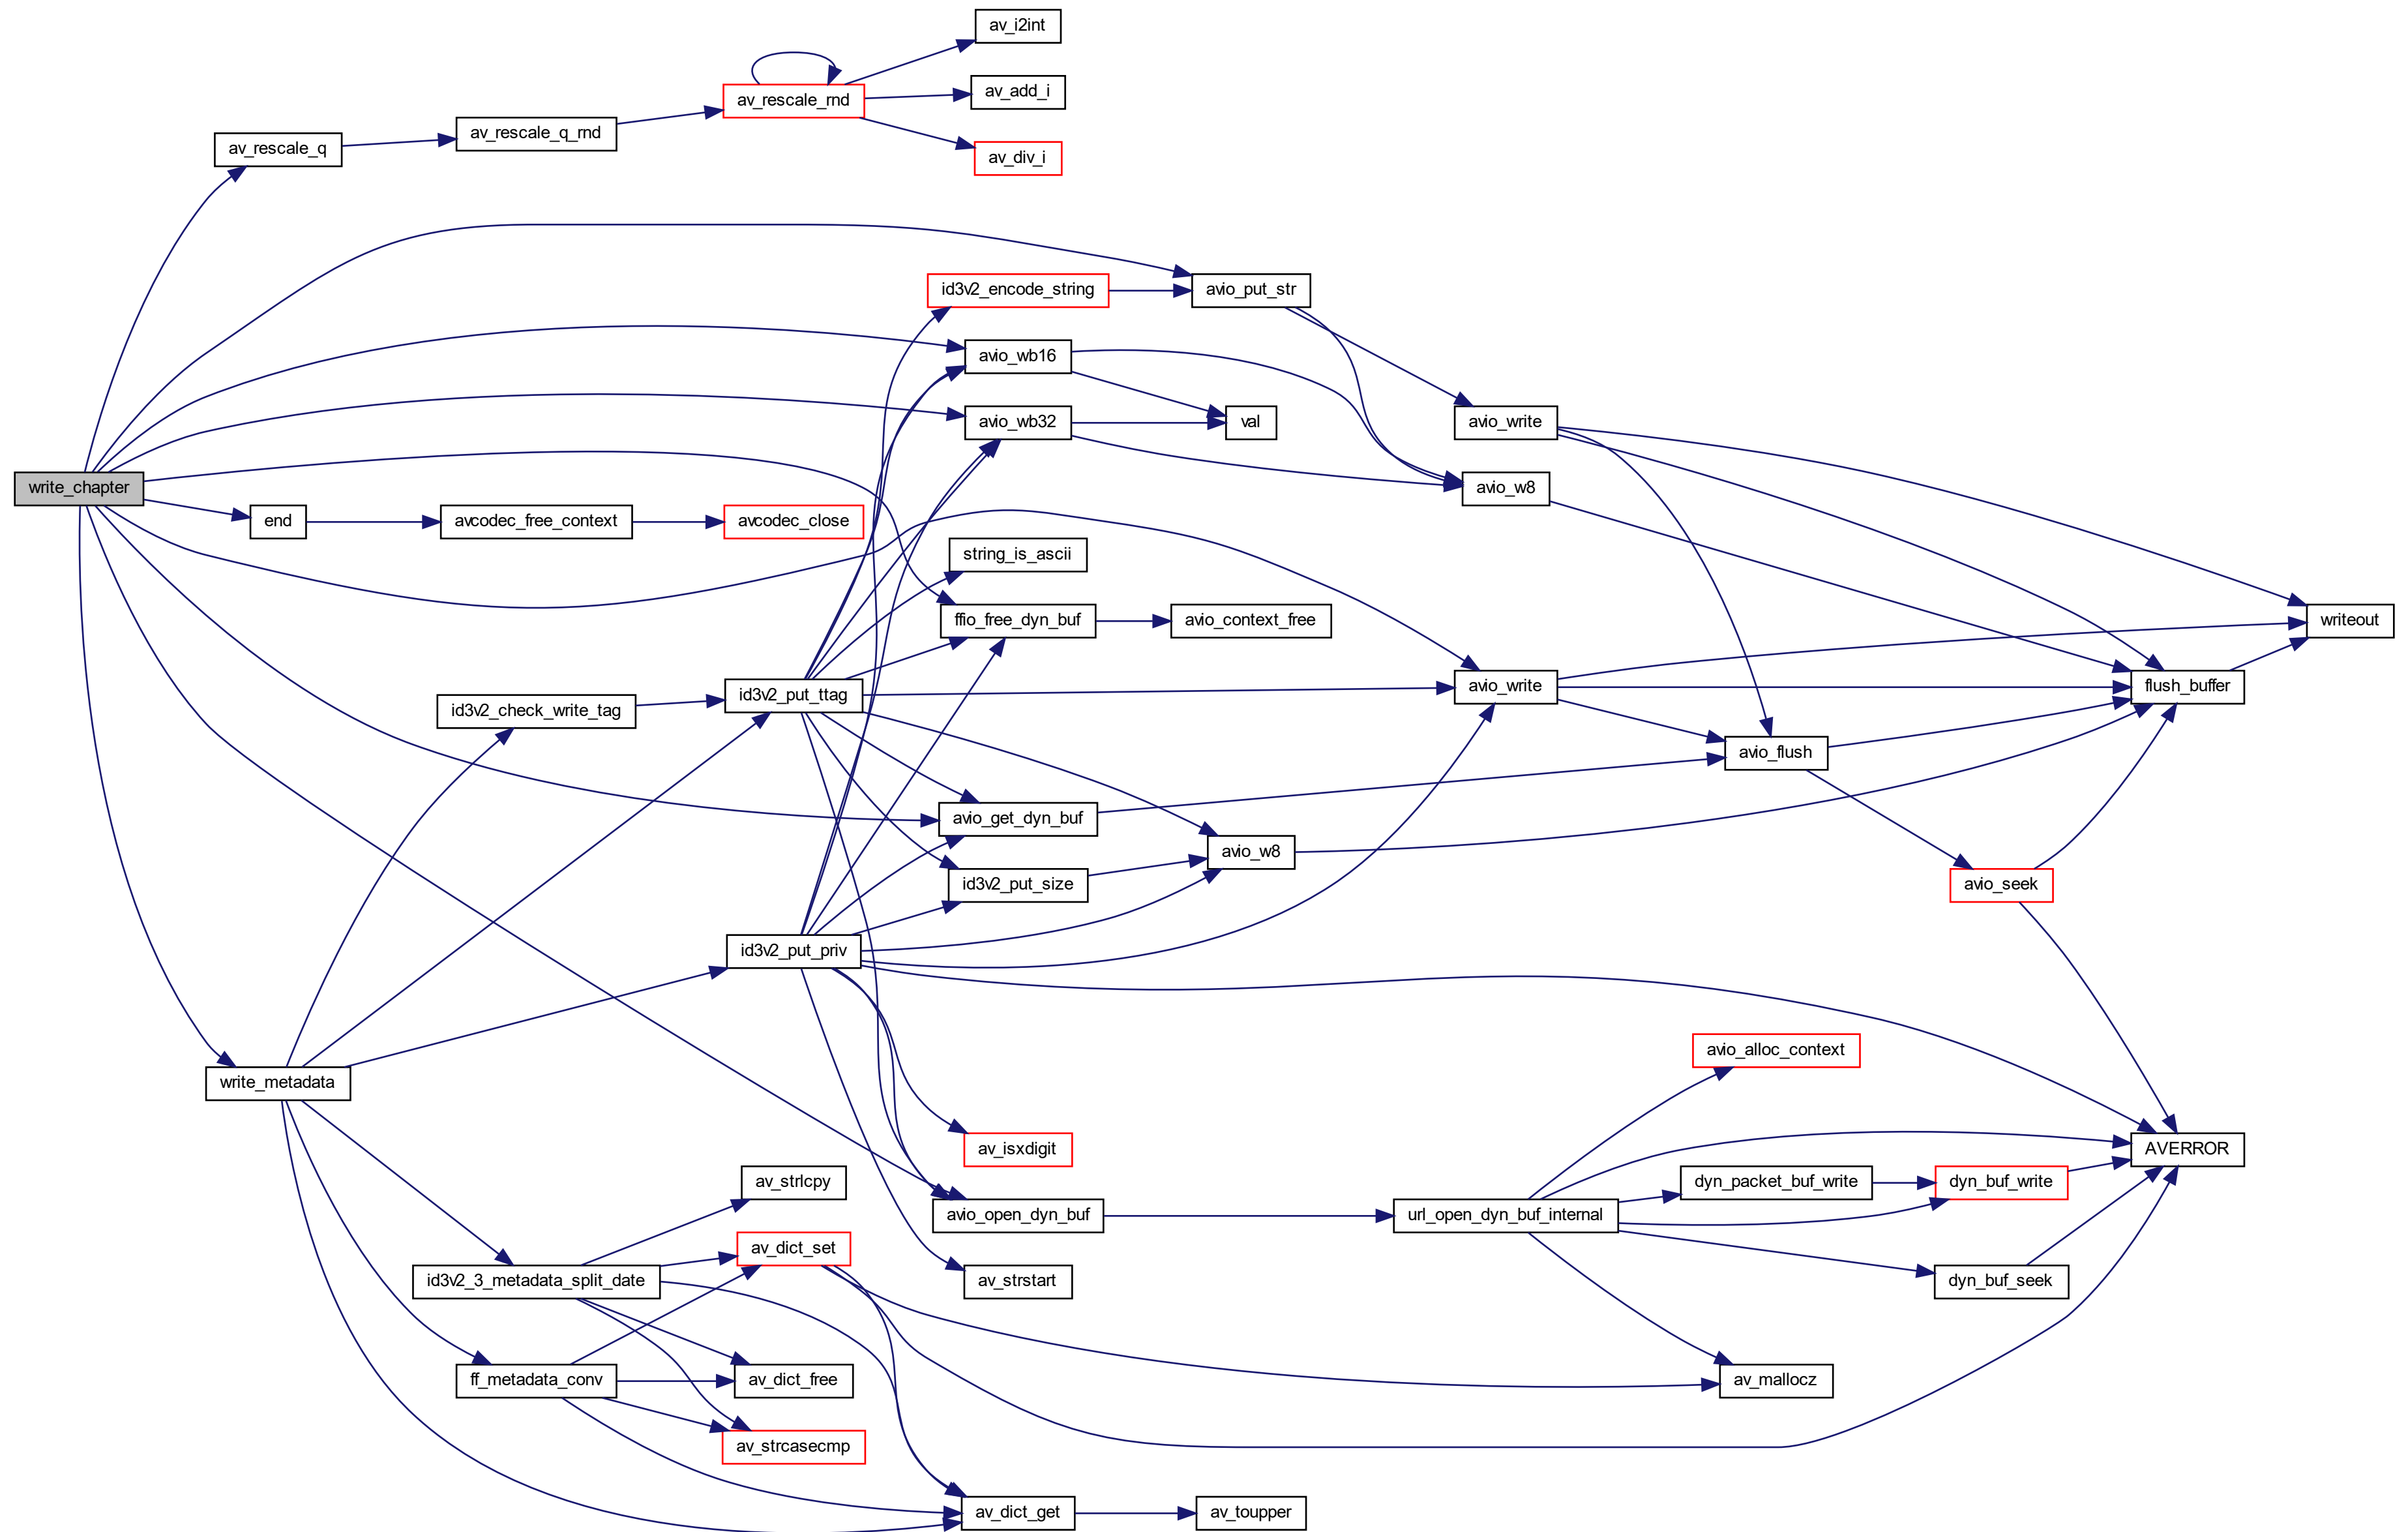 av_i2int
av_rescale_rnd
av_add_i
av_rescale_q
av_rescale_q_rnd
av_div_i
id3v2_encode_string
avio_put_str
avio_wb16
avio_wb32
val
avio_write
write_chapter
avio_w8
end
avcodec_free_context
avcodec_close
string_is_ascii
ffio_free_dyn_buf
avio_context_free
writeout
id3v2_check_write_tag
id3v2_put_ttag
avio_write
flush_buffer
avio_flush
avio_get_dyn_buf
avio_w8
id3v2_put_size
avio_seek
id3v2_put_priv
avio_alloc_context
write_metadata
av_isxdigit
AVERROR
av_strlcpy
dyn_packet_buf_write
dyn_buf_write
avio_open_dyn_buf
url_open_dyn_buf_internal
av_dict_set
id3v2_3_metadata_split_date
av_strstart
dyn_buf_seek
ff_metadata_conv
av_dict_free
av_mallocz
av_strcasecmp
av_dict_get
av_toupper